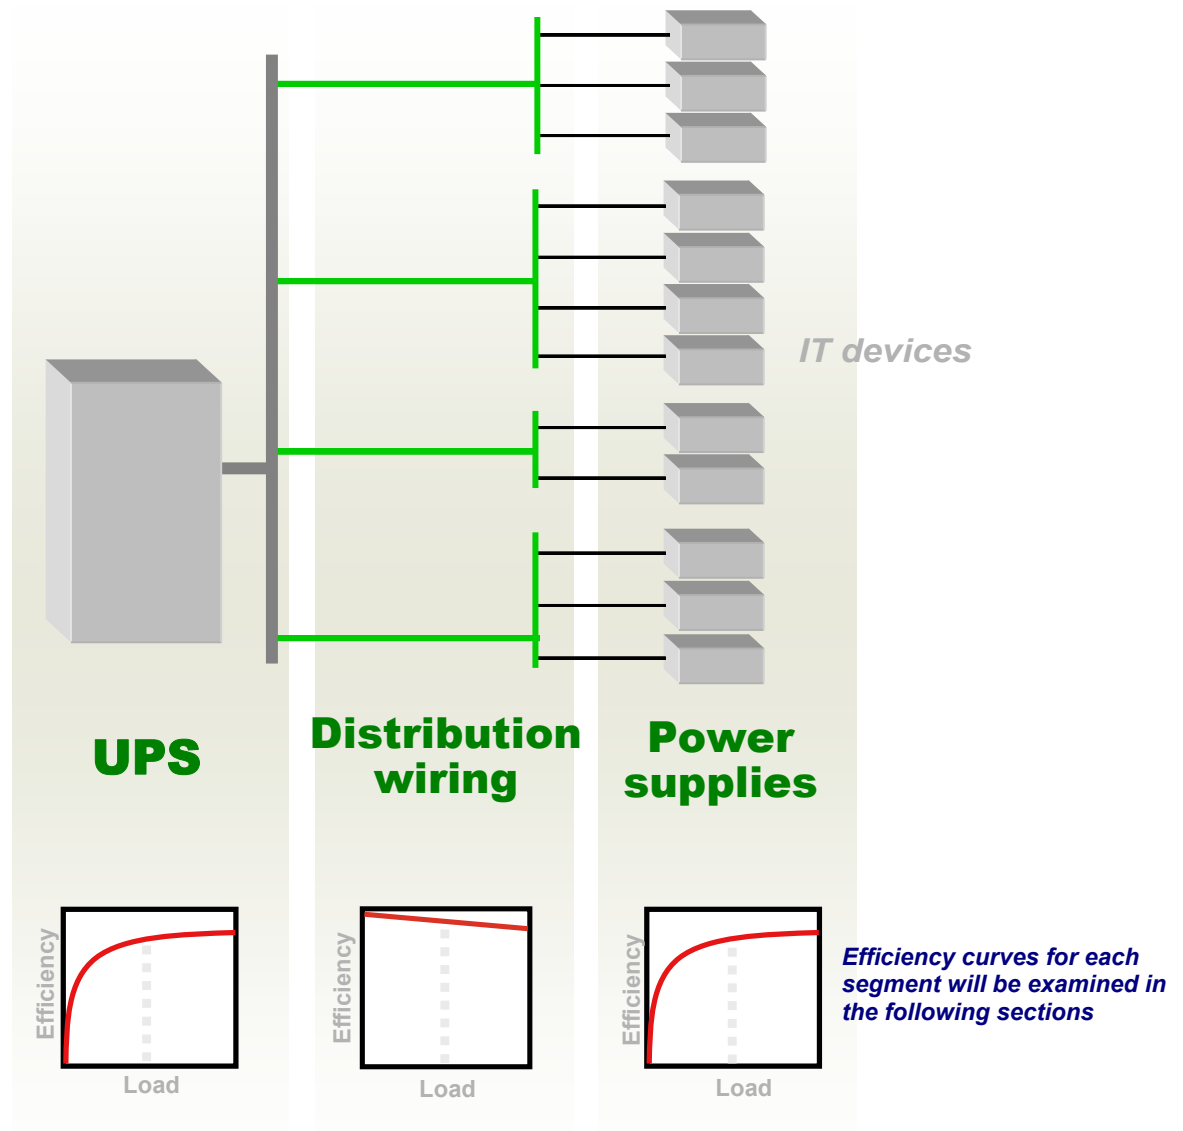 IT devices
UPS
Distribution
wiring
Power
supplies
Efficiency
Load
Efficiency
Load
Efficiency
Load
Efficiency curves for each
segment will be examined in
the following sections